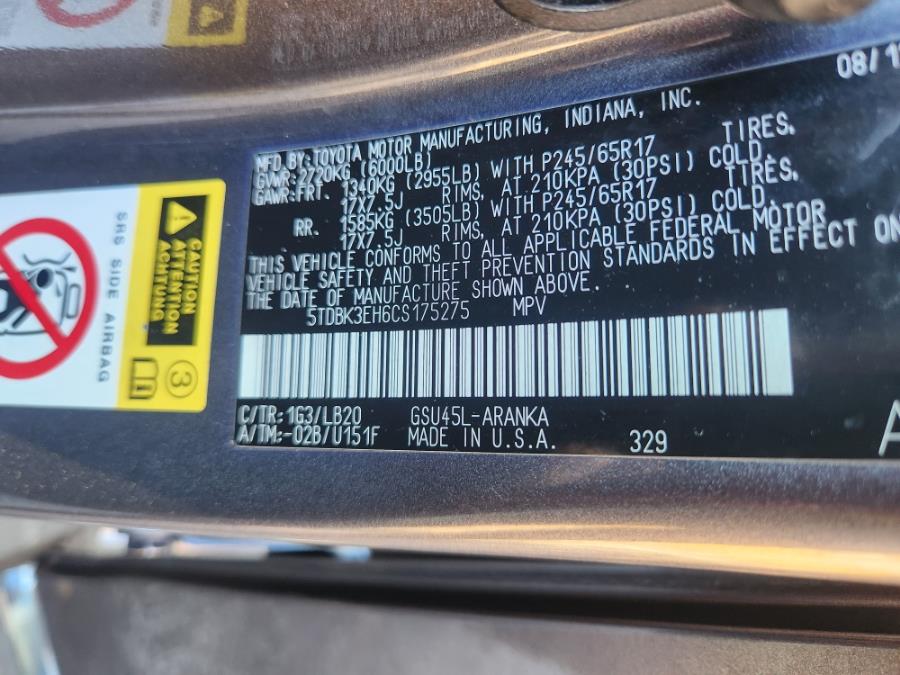 08/1
MFD BY: TOYOTA MOTOR MANUFACTURING, INDIANA, INC.
GVWR: 2720KG (6000LB)
GAWR: FRT 1340KG (2955LB) WITH P245/65R17 TIRES,
17X7.5J RIMS, AT 210KPA (30PSI) COLD.
RR. 1585KG (3505LB) WITH P245/65R17 TIRES,
17X7.5J RIMS, AT 210KPA (30PSI) COLD.
THIS VEHICLE CONFORMS TO ALL APPLICABLE FEDERAL MOTOR
VEHICLE SAFETY AND THEFT PREVENTION STANDARDS IN EFFECT ON
THE DATE OF MANUFACTURE SHOWN ABOVE.
5TDBK3EH6CS175275 MPV
C/TR: 1G3/LB20 GSU45L-ARANKA
A/TM:-02B/U151F MADE IN U.S.A. 329
A
SRS SIDE AIRBAG
CAUTION
ATTENTION
ACHTUNG
3